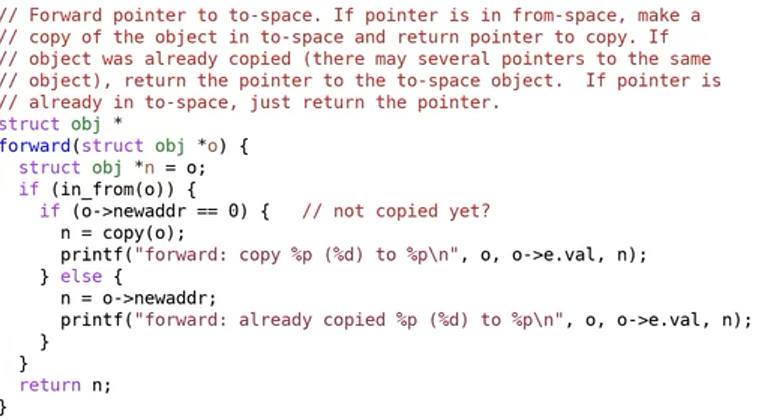 // Forward pointer to to-space. If pointer is in from-space, make a
// copy of the object in to-space and return pointer to copy. If
// object was already copied (there may several pointers to the same
// object), return the pointer to the to-space object.  If pointer is
// already in to-space, just return the pointer.
struct obj *
forward(struct obj *o) {
  struct obj *n = o;
  if (in_from(o)) {
    if (o->newaddr == 0) {   // not copied yet?
      n = copy(o);
      printf("forward: copy %p (%d) to %p\n", o, o->e.val, n);
    } else {
      n = o->newaddr;
      printf("forward: already copied %p (%d) to %p\n", o, o->e.val, n);
    }
  }
  return n;
}